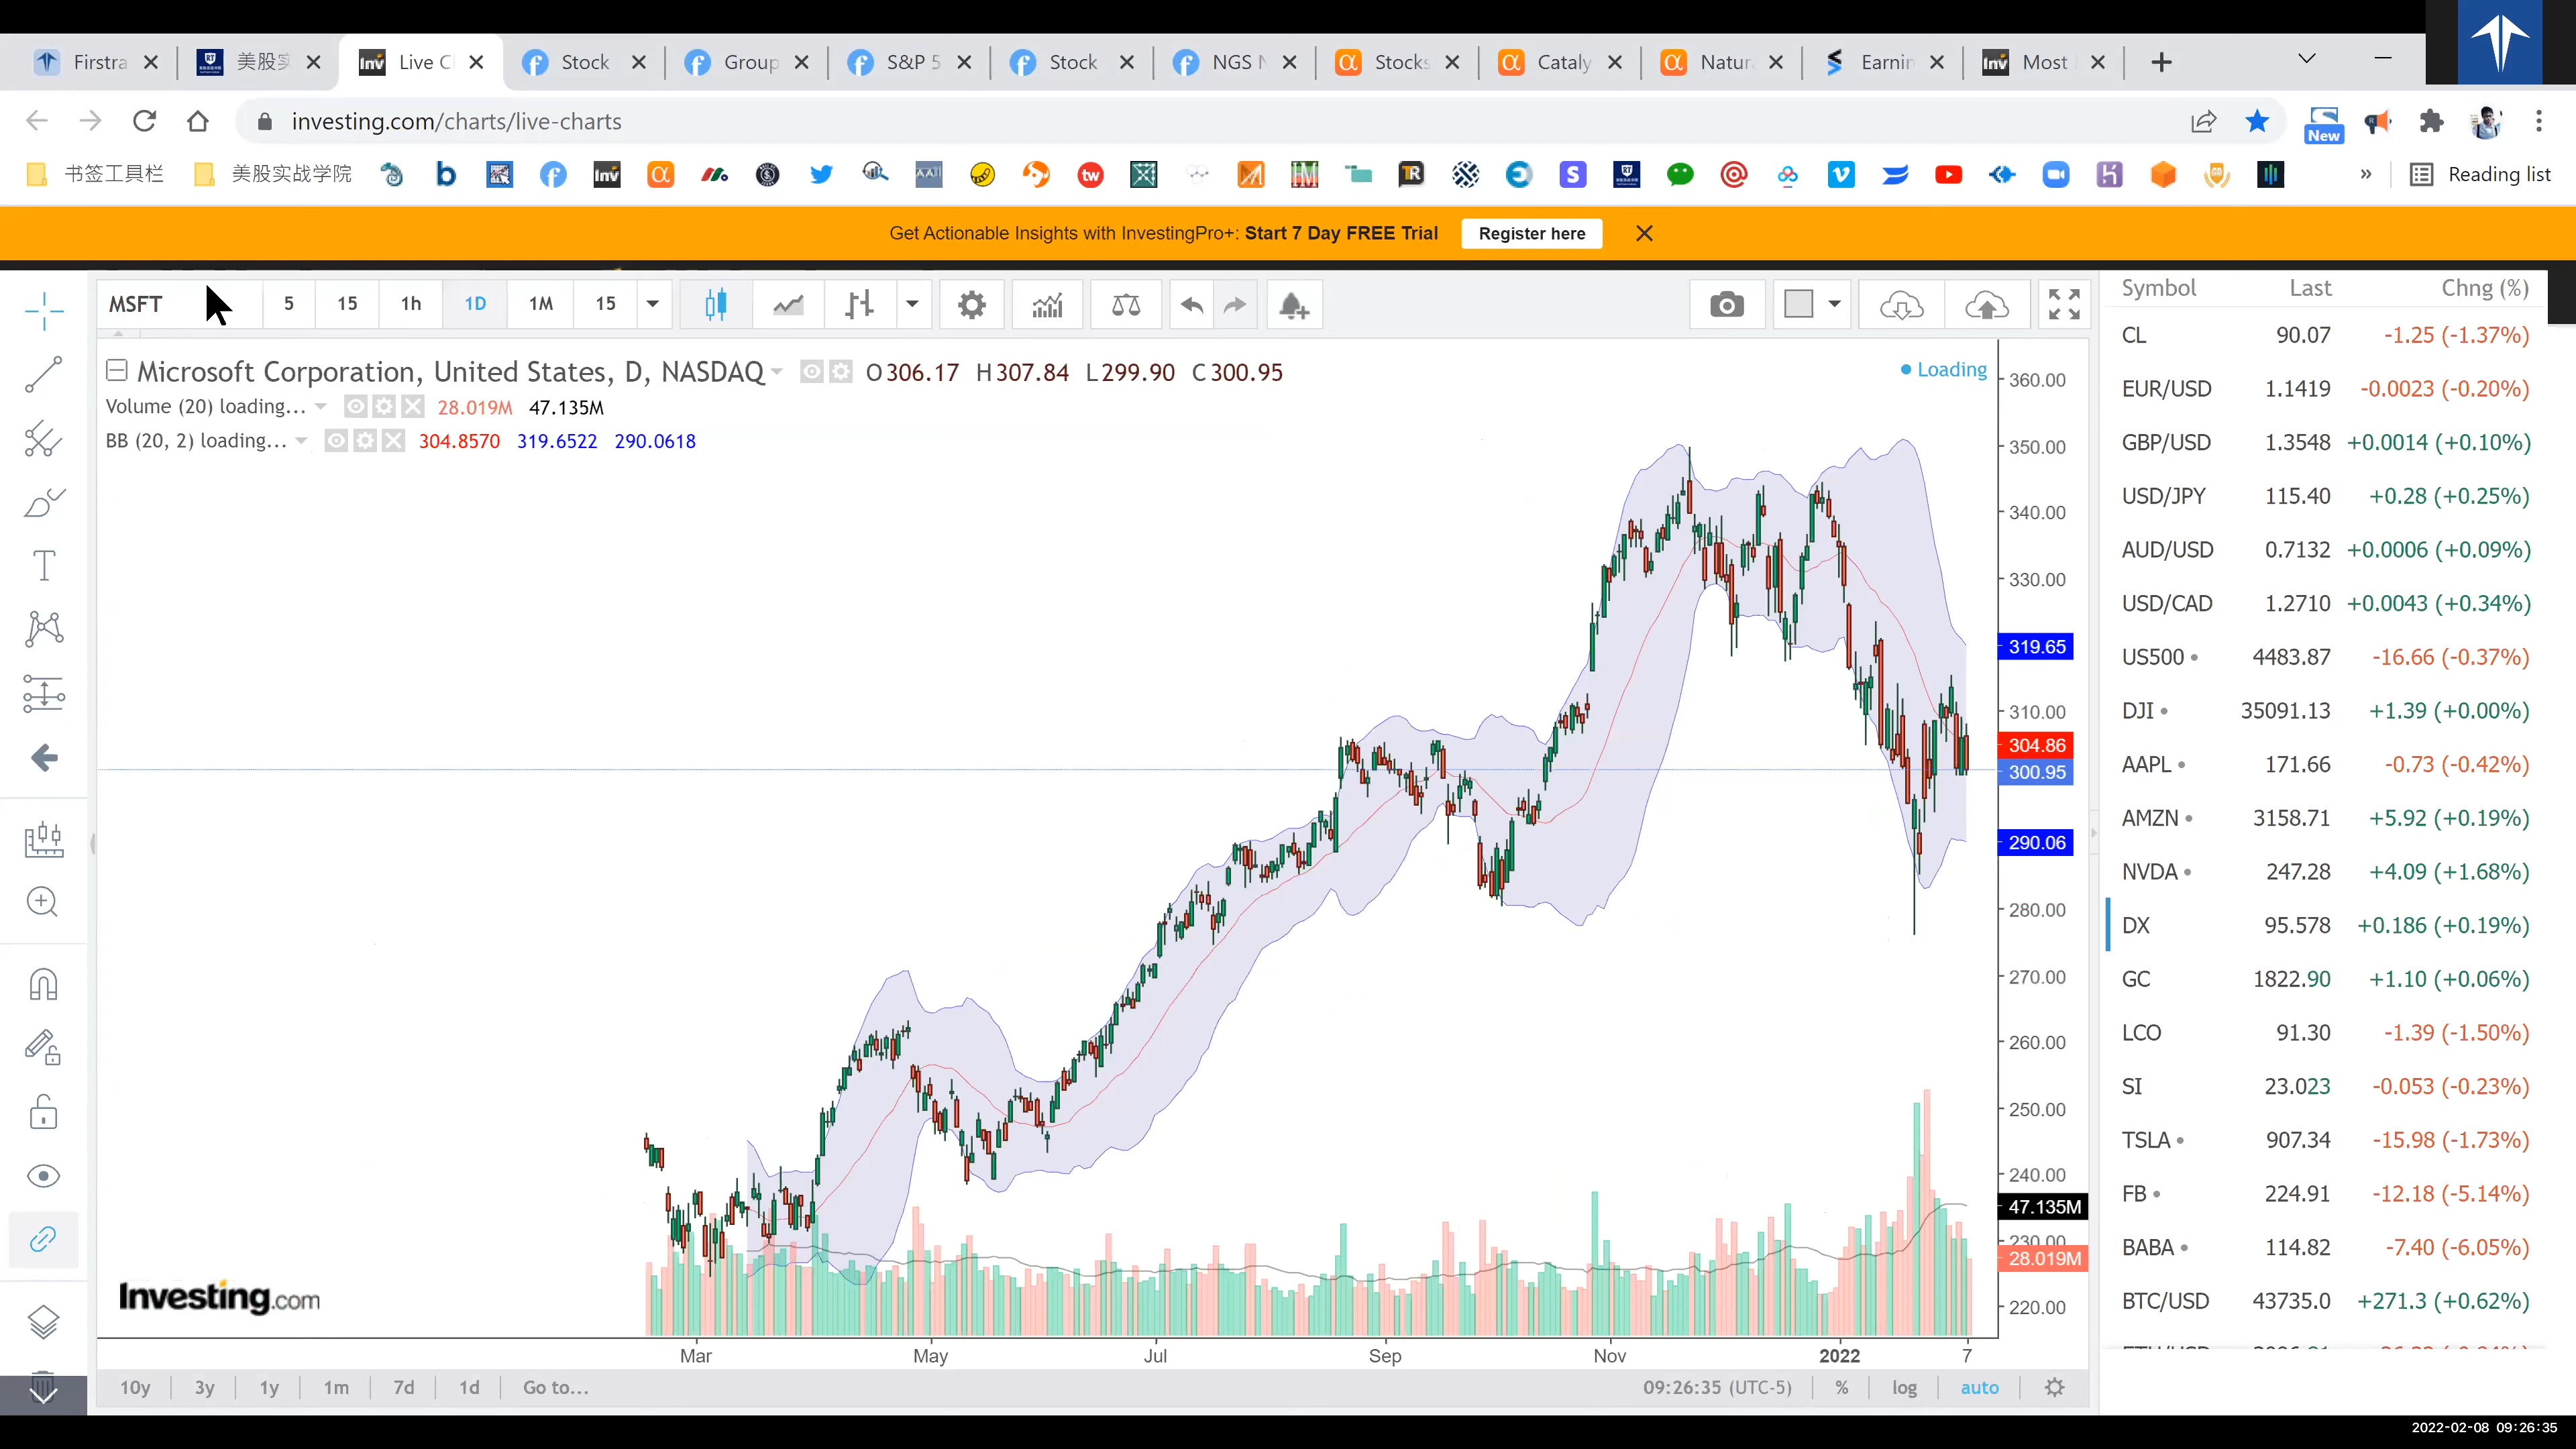 Firstra
美股实
Live C
Stock
Group
S&P 5
Stock
NGS N
Stocks
Cataly
Natur
Earnin
Most
investing.com/charts/live-charts
New
书签工具栏
美股实战学院
Reading list
Get Actionable Insights with InvestingPro+: Start 7 Day FREE Trial
Register here
MSFT
5 15 1h 1D 1M 15
Microsoft Corporation, United States, D, NASDAQ O306.17 H307.84 L299.90 C300.95
Volume (20) loading... 28.019M 47.135M
BB (20, 2) loading... 304.8570 319.6522 290.0618
Loading
360.00
350.00
340.00
330.00
319.65
310.00
304.86
300.95
290.06
280.00
270.00
260.00
250.00
240.00
47.135M
230.00
28.019M
220.00
Investing.com
Mar May Jul Sep Nov 2022 7
10y 3y 1y 1m 7d 1d Go to... 09:26:35 (UTC-5) % log auto
Symbol Last Chng (%)
CL 90.07 -1.25 (-1.37%)
EUR/USD 1.1419 -0.0023 (-0.20%)
GBP/USD 1.3548 +0.0014 (+0.10%)
USD/JPY 115.40 +0.28 (+0.25%)
AUD/USD 0.7132 +0.0006 (+0.09%)
USD/CAD 1.2710 +0.0043 (+0.34%)
US500 4483.87 -16.66 (-0.37%)
DJI 35091.13 +1.39 (+0.00%)
AAPL 171.66 -0.73 (-0.42%)
AMZN 3158.71 +5.92 (+0.19%)
NVDA 247.28 +4.09 (+1.68%)
DX 95.578 +0.186 (+0.19%)
GC 1822.90 +1.10 (+0.06%)
LCO 91.30 -1.39 (-1.50%)
SI 23.023 -0.053 (-0.23%)
TSLA 907.34 -15.98 (-1.73%)
FB 224.91 -12.18 (-5.14%)
BABA 114.82 -7.40 (-6.05%)
BTC/USD 43735.0 +271.3 (+0.62%)
2022-02-08 09:26:35